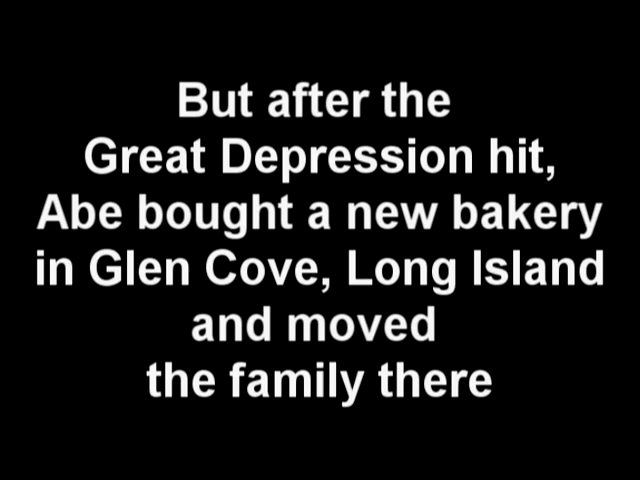 But after the
Great Depression hit,
Abe bought a new bakery
in Glen Cove, Long Island
and moved
the family there